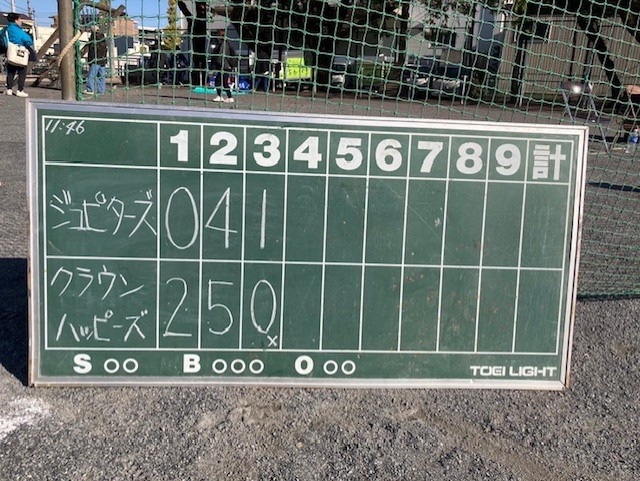 11:46
1 2 3 4 5 6 7 8 9 計
ジュピターズ 0 4 1
クラウン
ハッピーズ 2 5 0x
S ○○ B ○○○ O ○○
TOEI LIGHT